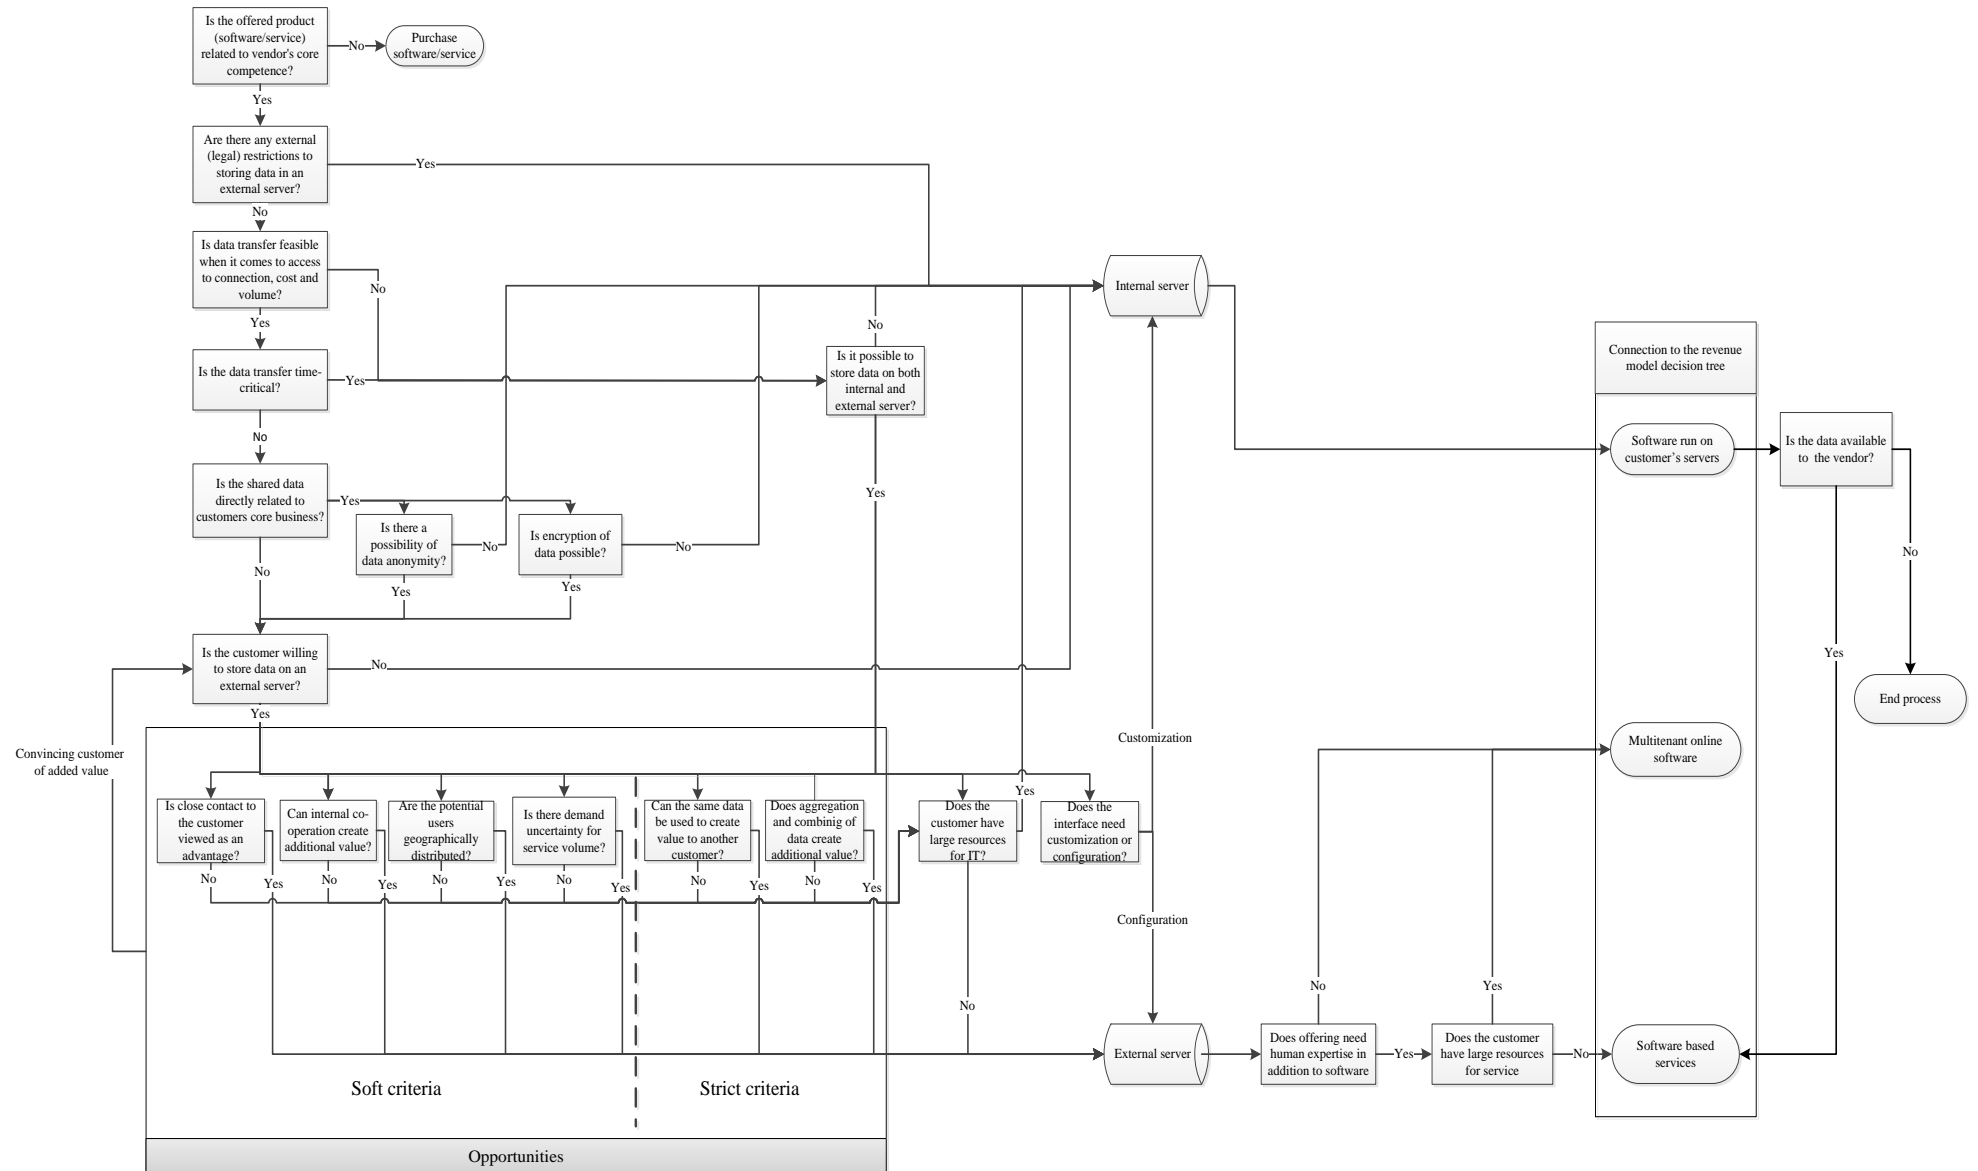 Is the offered product
(software/service)
related to vendor's core
competence?
No
Purchase
software/service
Yes
Are there any external
(legal) restrictions to
storing data in an
external server?
Yes
No
Is data transfer feasible
when it comes to access
to connection, cost and
volume?
No
Yes
Internal server
No
Is the data transfer time-
critical?
Yes
Is it possible to
store data on both
internal and
external server?
Connection to the revenue
model decision tree
No
Software run on
customer's servers
Is the data available
to the vendor?
Is the shared data
directly related to
customers core business?
Yes
Yes
Is there a
possibility of
data anonymity?
No
Is encryption of
data possible?
No
No
No
Yes
Yes
Is the customer willing
to store data on an
external server?
No
Yes
Yes
End process
Convincing customer
of added value
Customization
Multitenant online
software
Is close contact to
the customer
viewed as an
advantage?
Can internal co-
operation create
additional value?
Are the potential
users
geographically
distributed?
Is there demand
uncertainty for
service volume?
Can the same data
be used to create
value to another
customer?
Does aggregation
and combinig of
data create
additional value?
Does the
customer have
large resources
for IT?
Yes
Does the
interface need
customization or
configuration?
No
Yes
No
Yes
No
Yes
No
Yes
No
Yes
No
Yes
Configuration
No
No
Yes
External server
Does offering need
human expertise in
addition to software
Yes
Does the customer
have large resources
for service
No
Software based
services
Soft criteria
Strict criteria
Opportunities